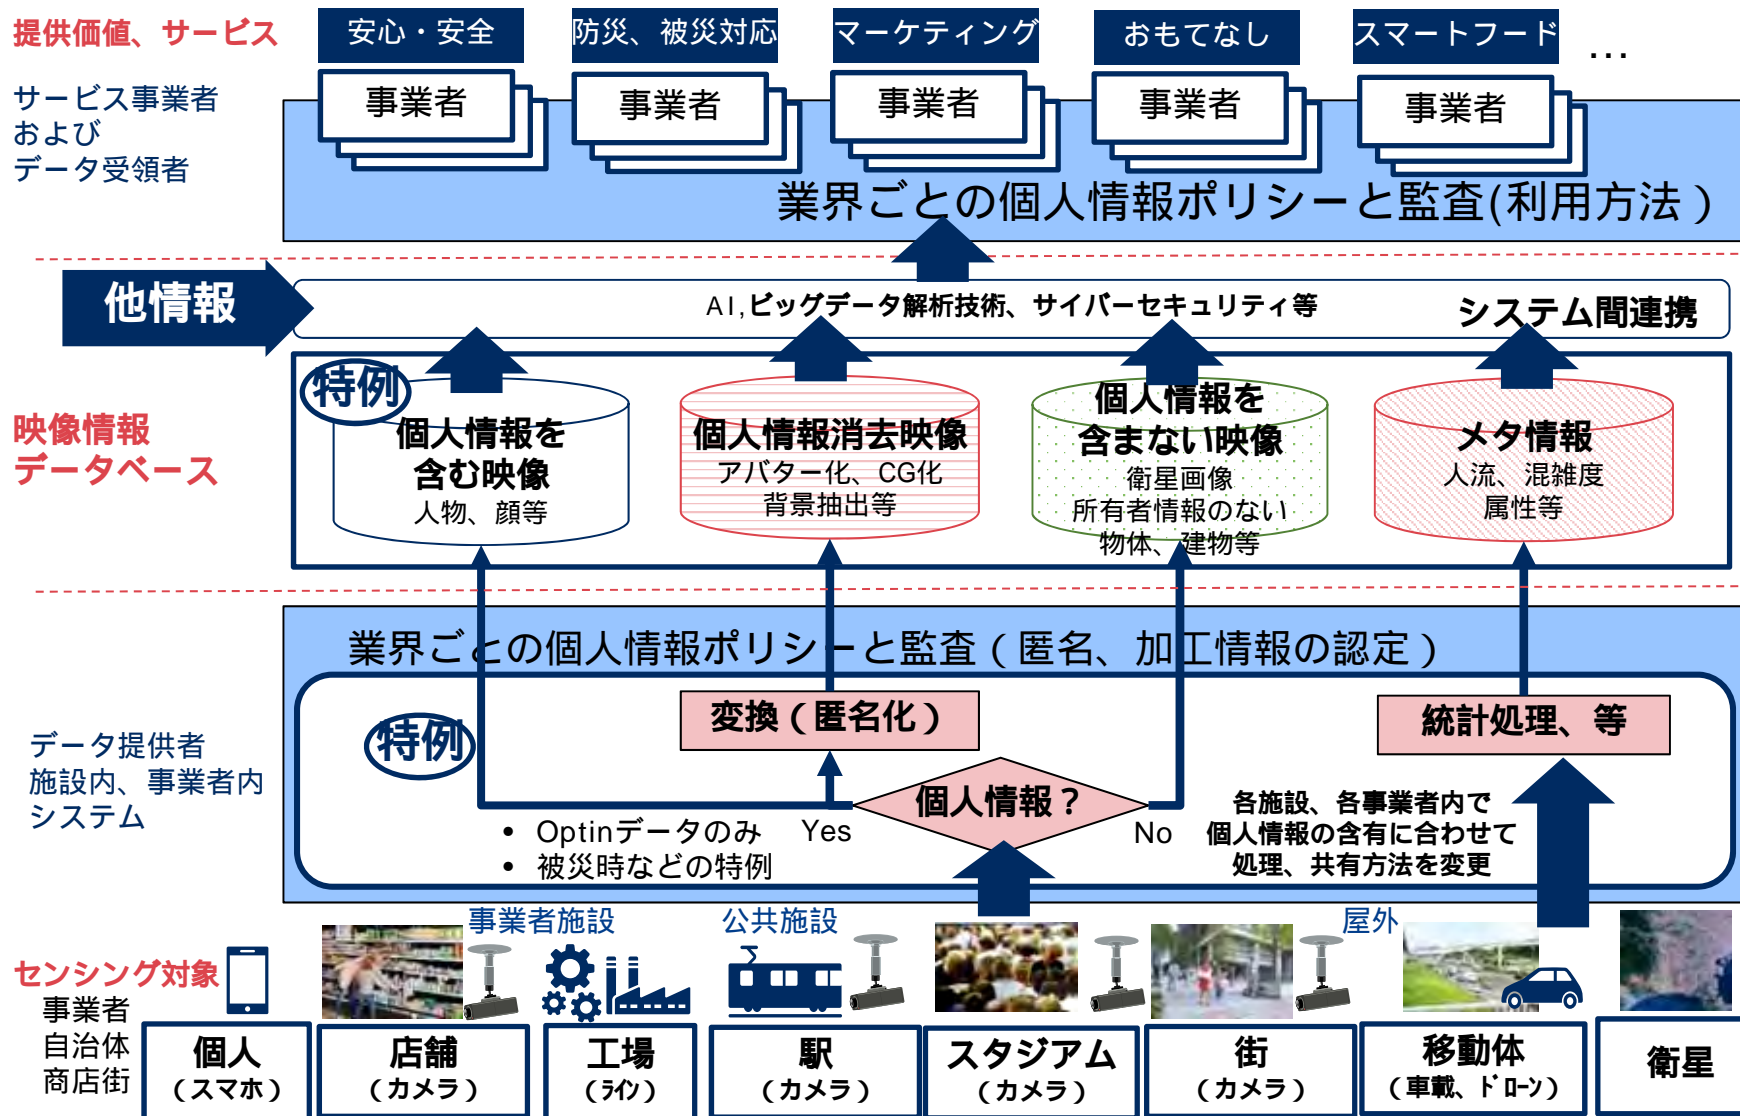 提供価値、サービス
安心・安全
防災、被災対応
マーケティング
おもてなし
スマートフード
…
サービス事業者
および
データ受領者
事業者
事業者
事業者
事業者
事業者
業界ごとの個人情報ポリシーと監査(利用方法）
他情報
AI,ビッグデータ解析技術、サイバーセキュリティ等
システム間連携
映像情報
データベース
特例
個人情報を
含む映像
人物、顔等
個人情報消去映像
アバター化、CG化
背景抽出等
個人情報を
含まない映像
衛星画像
所有者情報のない
物体、建物等
メタ情報
人流、混雑度
属性等
業界ごとの個人情報ポリシーと監査（匿名、加工情報の認定）
データ提供者
施設内、事業者内
システム
特例
変換（匿名化）
統計処理、等
個人情報？
Yes
No
• Optinデータのみ
• 被災時などの特例
各施設、各事業者内で
個人情報の含有に合わせて
処理、共有方法を変更
センシング対象
事業者
自治体
商店街
事業者施設
公共施設
屋外
個人
（スマホ）
店舗
（カメラ）
工場
（ﾗｲﾝ）
駅
（カメラ）
スタジアム
（カメラ）
街
（カメラ）
移動体
（車載、ﾄﾞﾛｰﾝ）
衛星